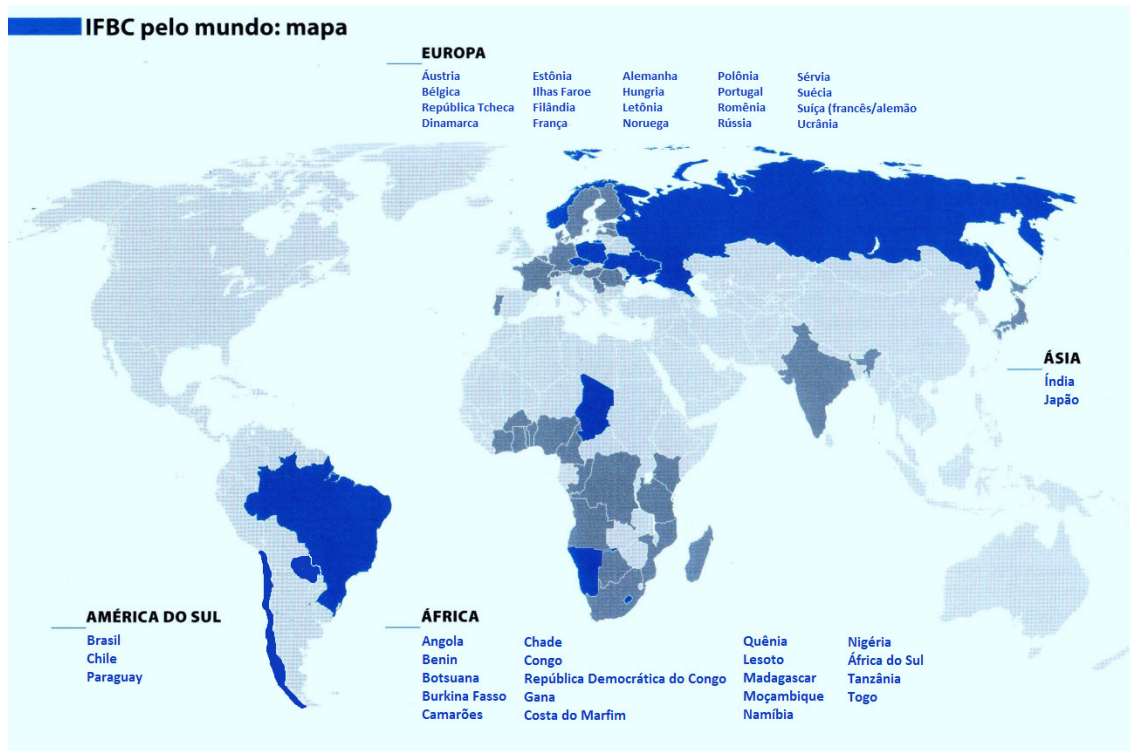 IFBC pelo mundo: mapa
EUROPA
Áustria
Bélgica
República Tcheca
Dinamarca
Estônia
Ilhas Faroe
Filândia
França
Alemanha
Hungria
Letônia
Noruega
Polônia
Portugal
Romênia
Rússia
Sérvia
Suécia
Suíça (francês/alemão
Ucrânia
ÁSIA
Índia
Japão
AMÉRICA DO SUL
Brasil
Chile
Paraguay
ÁFRICA
Angola
Benin
Botsuana
Burkina Fasso
Camarões
Chade
Congo
República Democrática do Congo
Gana
Costa do Marfim
Quênia
Lesoto
Madagascar
Moçambique
Namíbia
Nigéria
África do Sul
Tanzânia
Togo